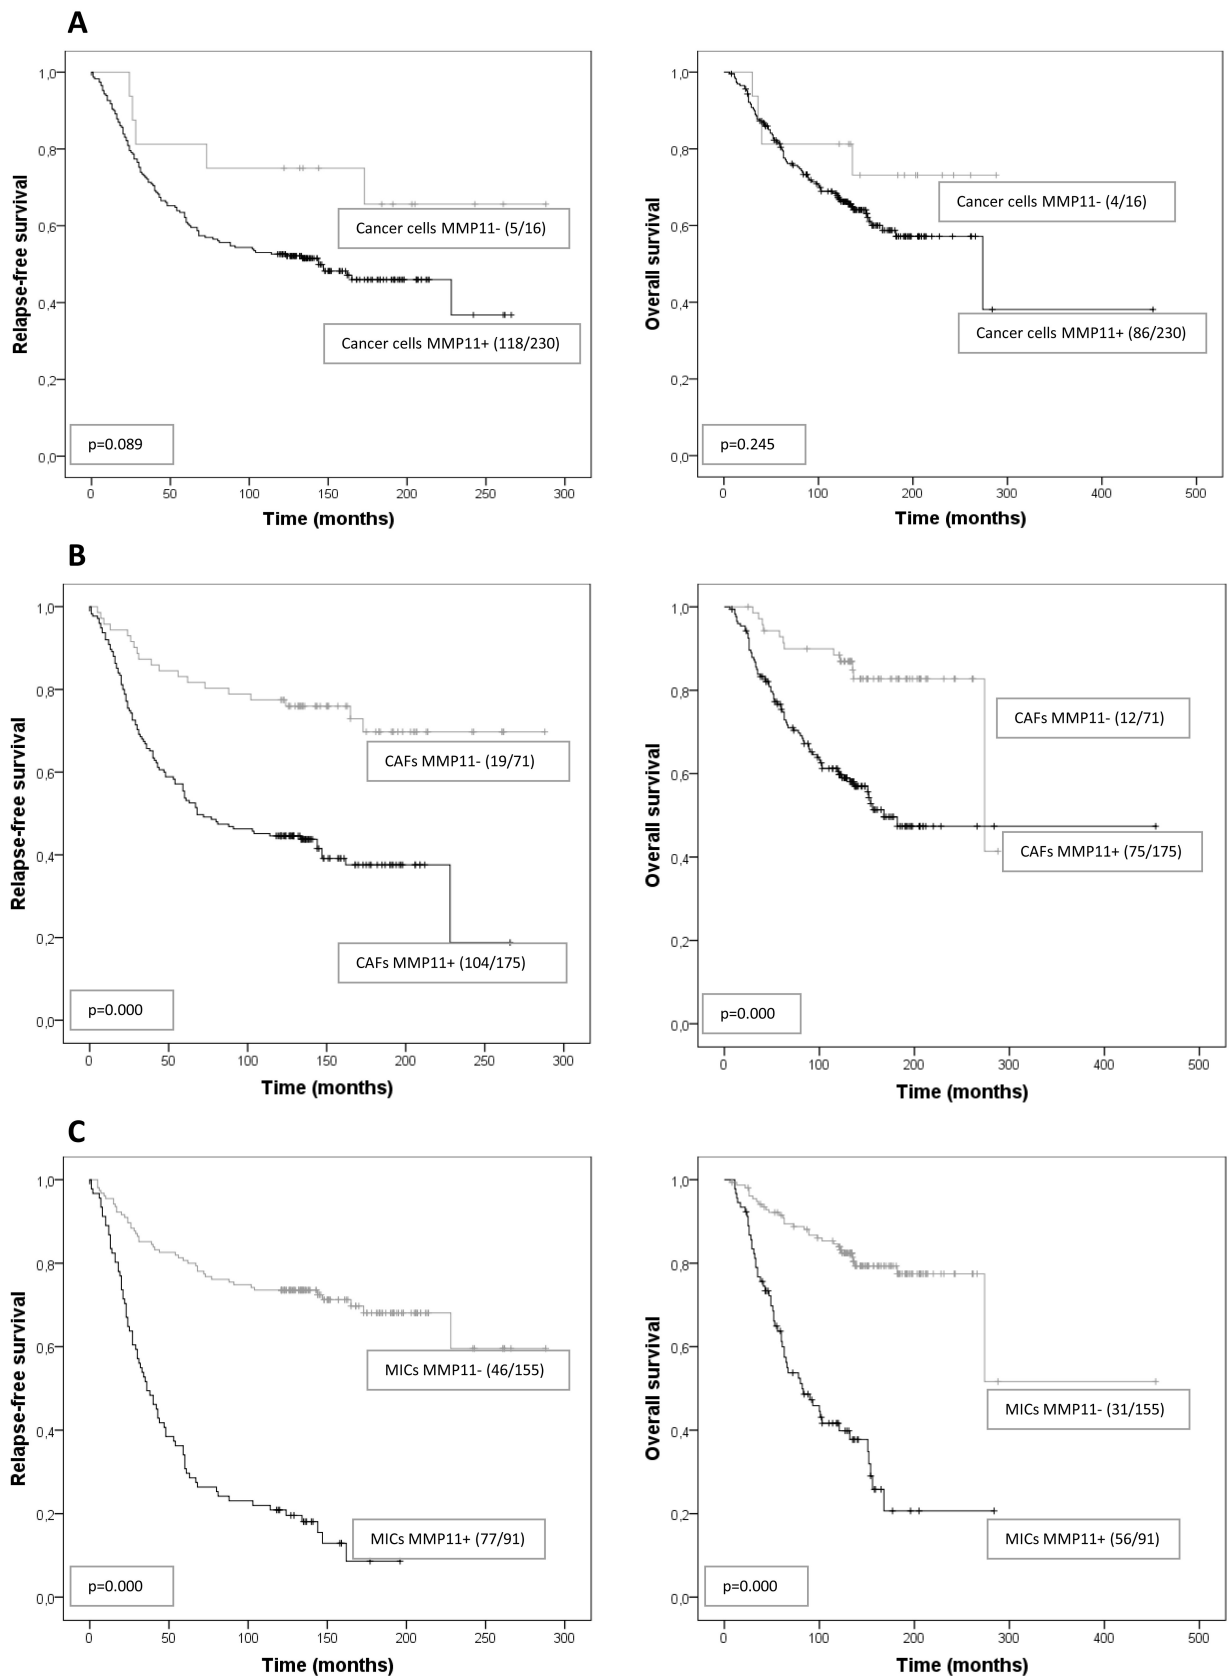 A
Relapse-free survival
1,0
0,8
0,6
0,4
0,2
0,0
Cancer cells MMP11- (5/16)
Cancer cells MMP11+ (118/230)
p=0.089
0 50 100 150 200 250 300
Time (months)
Overall survival
1,0
0,8
0,6
0,4
0,2
0,0
Cancer cells MMP11- (4/16)
Cancer cells MMP11+ (86/230)
p=0.245
0 100 200 300 400 500
Time (months)
B
Relapse-free survival
1,0
0,8
0,6
0,4
0,2
0,0
CAFs MMP11- (19/71)
CAFs MMP11+ (104/175)
p=0.000
0 50 100 150 200 250 300
Time (months)
Overall survival
1,0
0,8
0,6
0,4
0,2
0,0
CAFs MMP11- (12/71)
CAFs MMP11+ (75/175)
p=0.000
0 100 200 300 400 500
Time (months)
C
Relapse-free survival
1,0
0,8
0,6
0,4
0,2
0,0
MICs MMP11- (46/155)
MICs MMP11+ (77/91)
p=0.000
0 50 100 150 200 250 300
Time (months)
Overall survival
1,0
0,8
0,6
0,4
0,2
0,0
MICs MMP11- (31/155)
MICs MMP11+ (56/91)
p=0.000
0 100 200 300 400 500
Time (months)